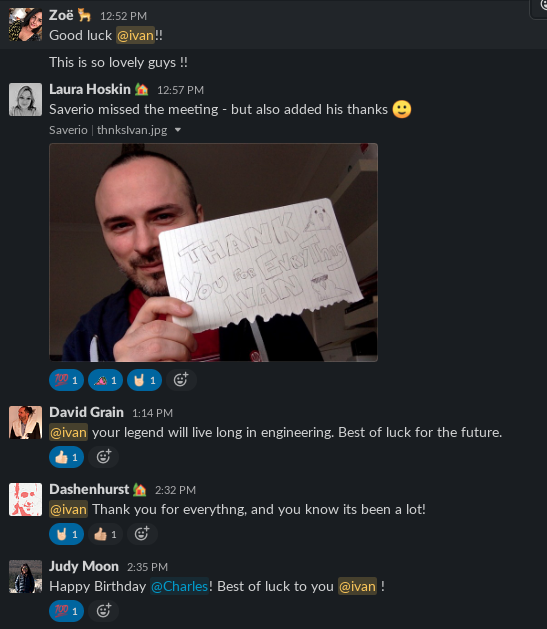 Zoë 12:52 PM
Good luck @ivan!!
This is so lovely guys !!
Laura Hoskin 12:57 PM
Saverio missed the meeting - but also added his thanks
Saverio | thnksIvan.jpg
THANK
YOU FOR EVERYTHING
IVAN
1 1 1
David Grain 1:14 PM
@ivan your legend will live long in engineering. Best of luck for the future.
1
Dashenhurst 2:32 PM
@ivan Thank you for everythng, and you know its been a lot!
1 1
Judy Moon 2:35 PM
Happy Birthday @Charles! Best of luck to you @ivan !
1